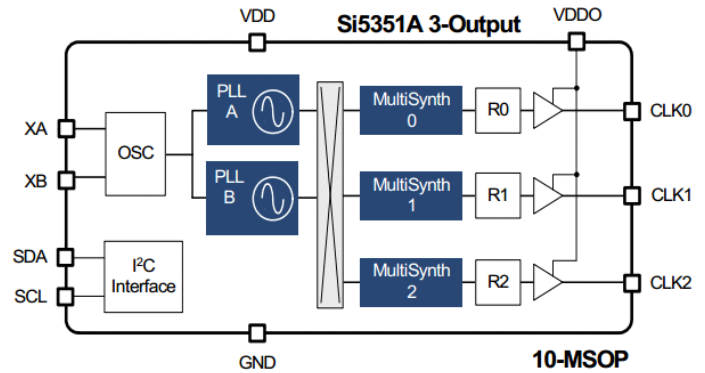 VDD
Si5351A 3-Output
VDDO
XA
XB
OSC
PLL
A
PLL
B
MultiSynth
0
R0
CLK0
MultiSynth
1
R1
CLK1
MultiSynth
2
R2
CLK2
SDA
SCL
I²C
Interface
GND
10-MSOP